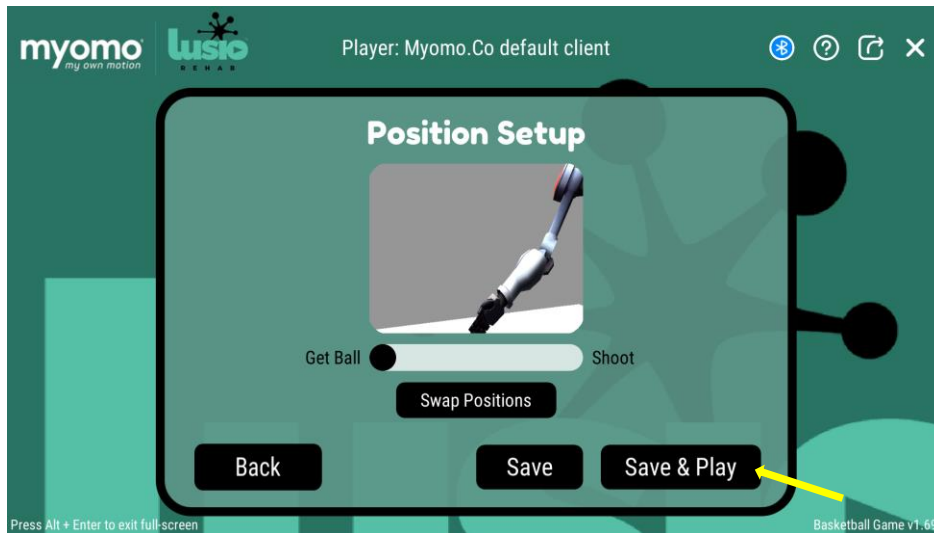 myomo
my own motion
LUSIO
REHAB
Player: Myomo.Co default client
Position Setup
Get Ball
Shoot
Swap Positions
Back
Save
Save & Play
Press Alt + Enter to exit full-screen
Basketball Game v1.69